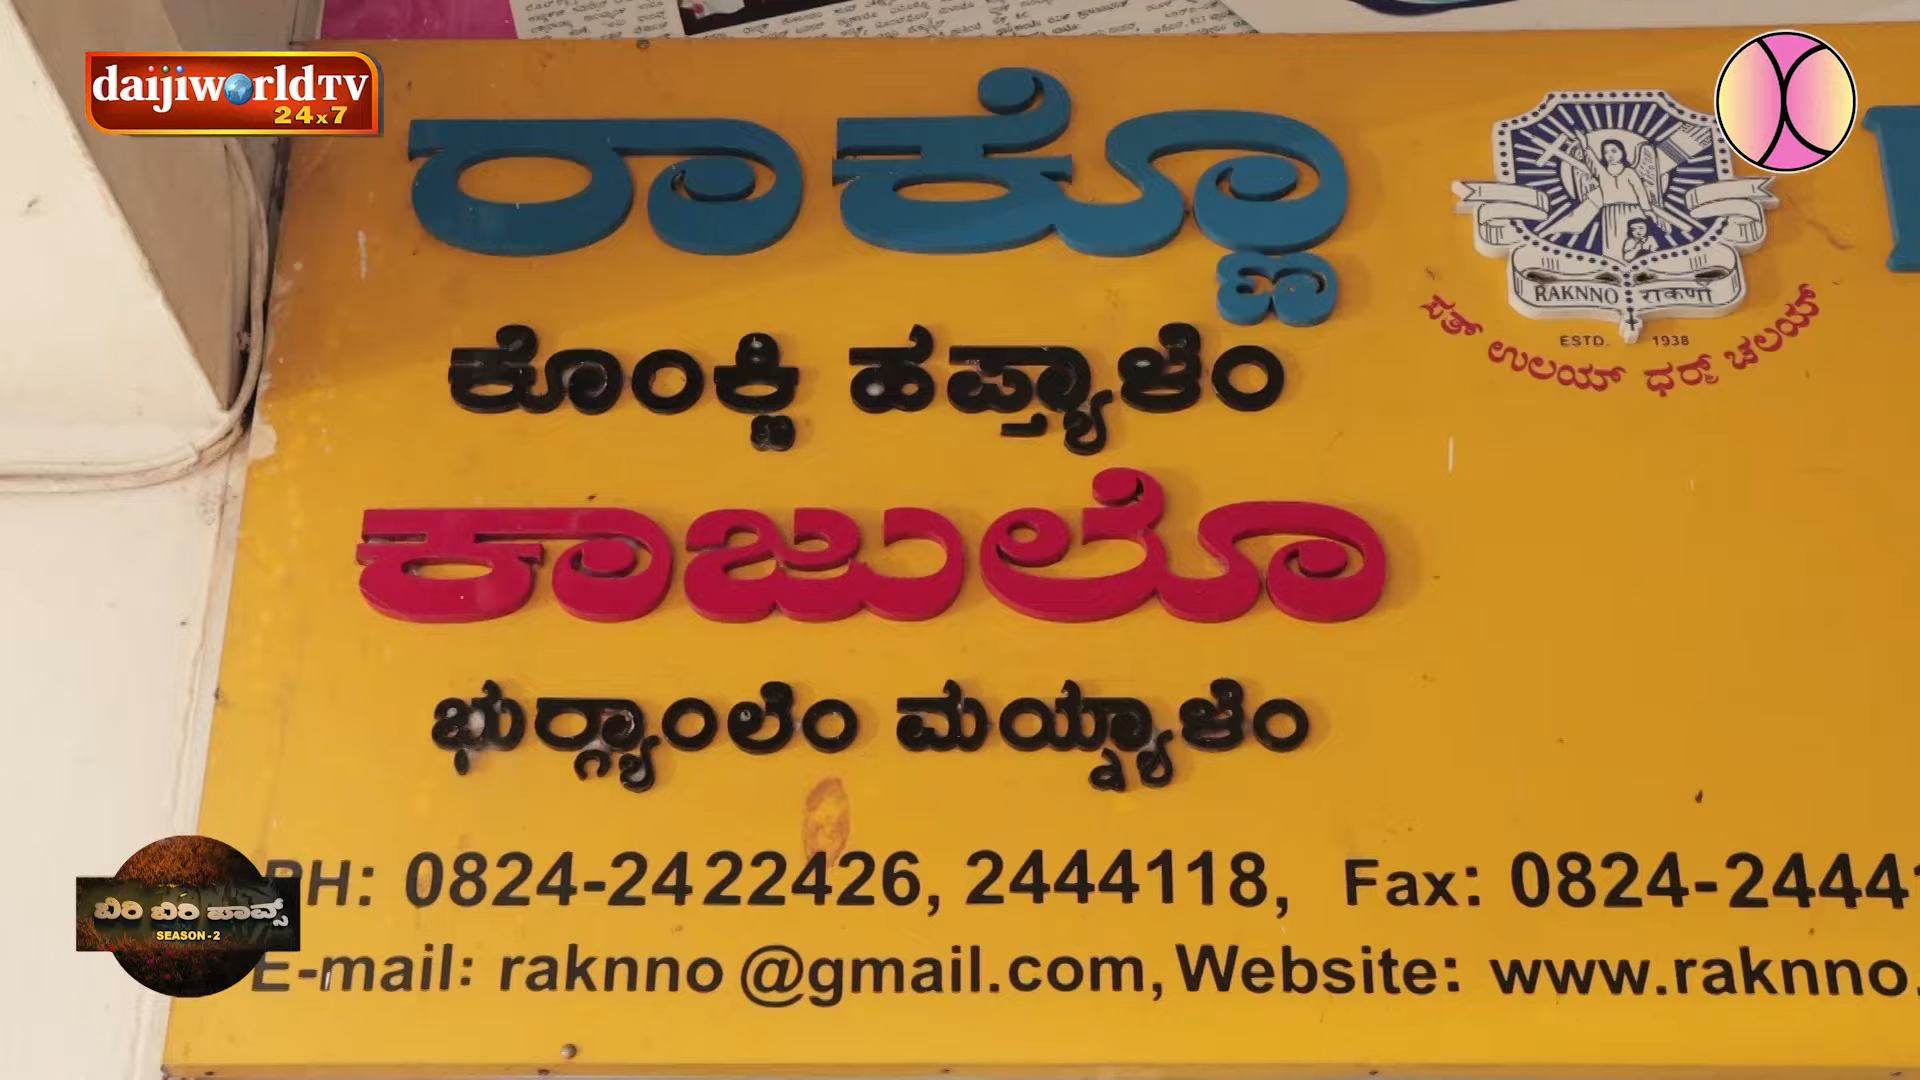 daijiworldTV
24x7
ರಾಕ್ಣೊ
RAKNNO राकणॊ
ESTD. 1938
ಸತ್ ಉಲಯ್ ಧರ್ಮ್ ಚಲಯ್
ಕೊಂಕ್ಣಿ ಹಪ್ತ್ಯಾಳೆಂ
ಕಾಜುಲೊ
ಭುರ್ಗ್ಯಾಂಲೆಂ ಮಯ್ನ್ಯಾಳೆಂ
PH: 0824-2422426, 2444118, Fax: 0824-2444
E-mail: raknno@gmail.com, Website: www.raknno.
ಬಿರಿ ಬಿರಿ ಪಾವ್ಸ್
SEASON-2